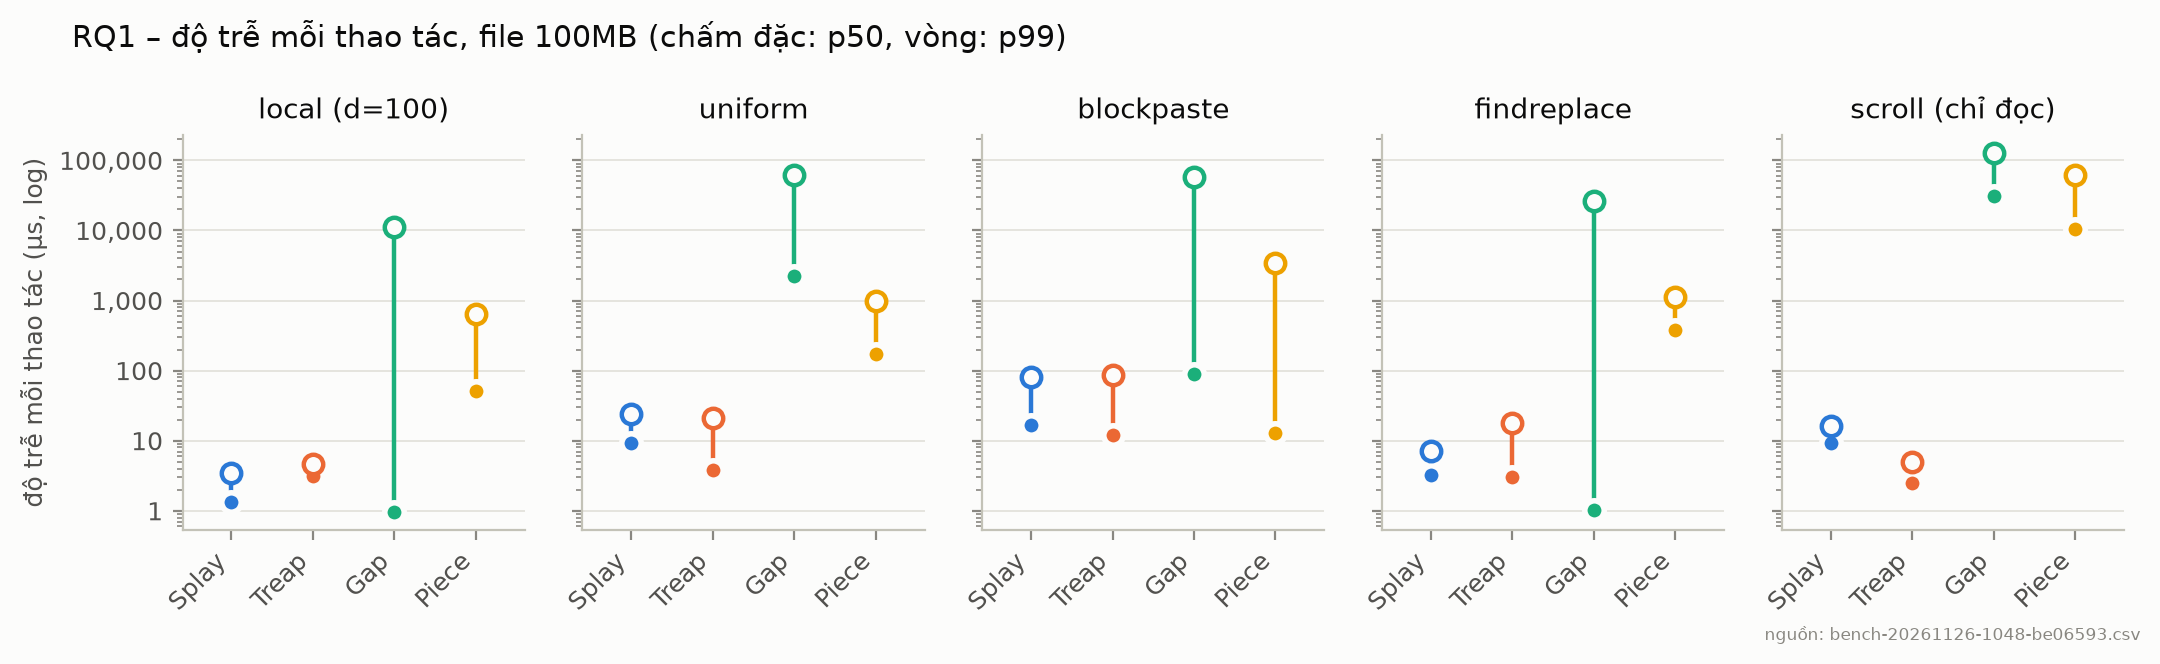 RQ1 – độ trễ mỗi thao tác, file 100MB (chấm đặc: p50, vòng: p99)
độ trễ mỗi thao tác (µs, log)
local (d=100)
uniform
blockpaste
findreplace
scroll (chỉ đọc)
100,000
10,000
1,000
100
10
1
Splay
Treap
Gap
Piece
Splay
Treap
Gap
Piece
Splay
Treap
Gap
Piece
Splay
Treap
Gap
Piece
Splay
Treap
Gap
Piece
nguồn: bench-20261126-1048-be06593.csv